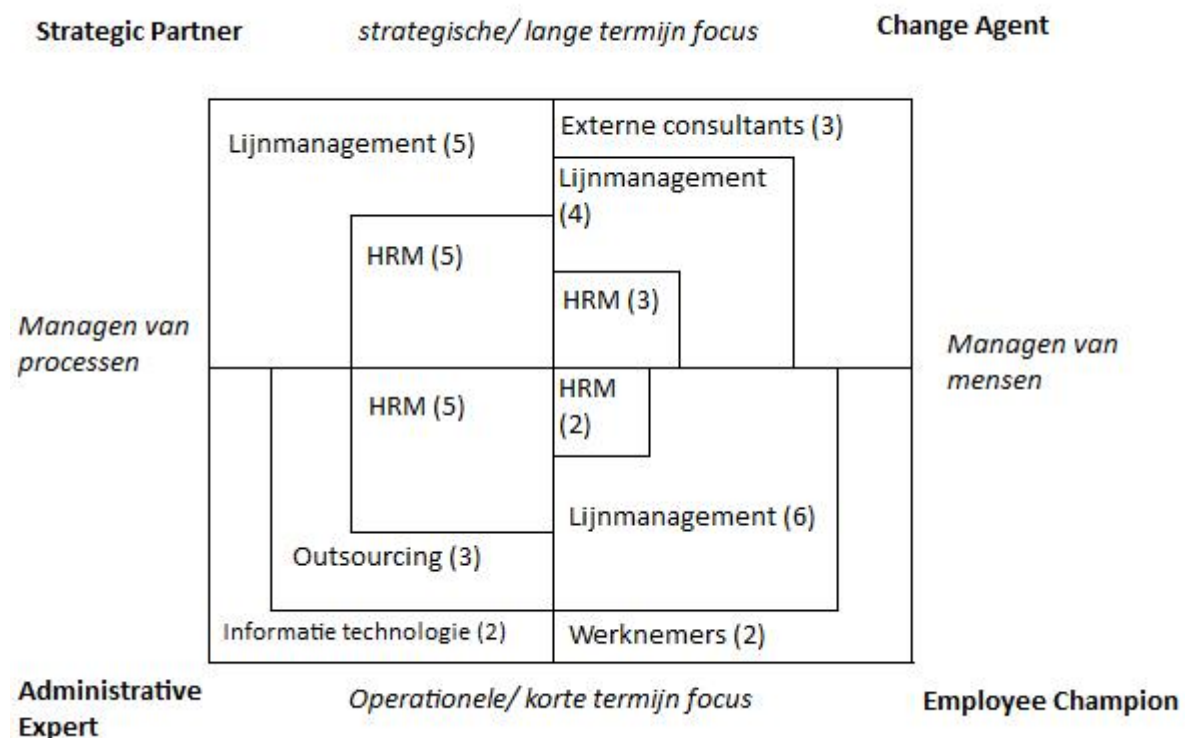 Strategic Partner
strategische/ lange termijn focus
Change Agent
Lijnmanagement (5)
Externe consultants (3)
Lijnmanagement
(4)
HRM (5)
HRM (3)
Managen van
processen
Managen van
mensen
HRM (5)
HRM
(2)
Lijnmanagement (6)
Outsourcing (3)
Informatie technologie (2)
Werknemers (2)
Administrative
Expert
Operationele/ korte termijn focus
Employee Champion